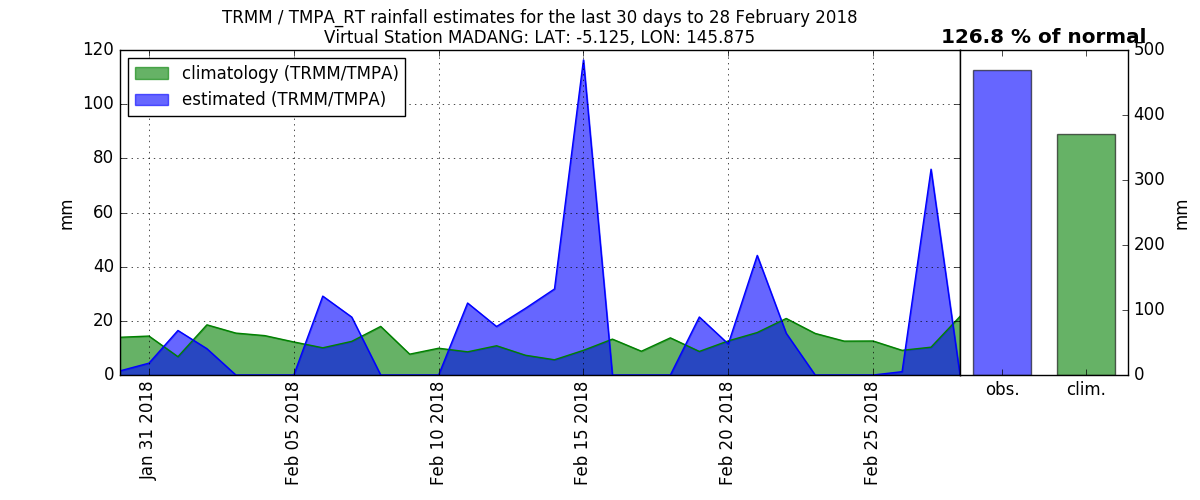 TRMM / TMPA_RT rainfall estimates for the last 30 days to 28 February 2018
Virtual Station MADANG: LAT: -5.125, LON: 145.875
126.8 % of normal
climatology (TRMM/TMPA)
estimated (TRMM/TMPA)
mm
120
100
80
60
40
20
0
Jan 31 2018
Feb 05 2018
Feb 10 2018
Feb 15 2018
Feb 20 2018
Feb 25 2018
obs.
clim.
500
400
300
200
100
0
mm